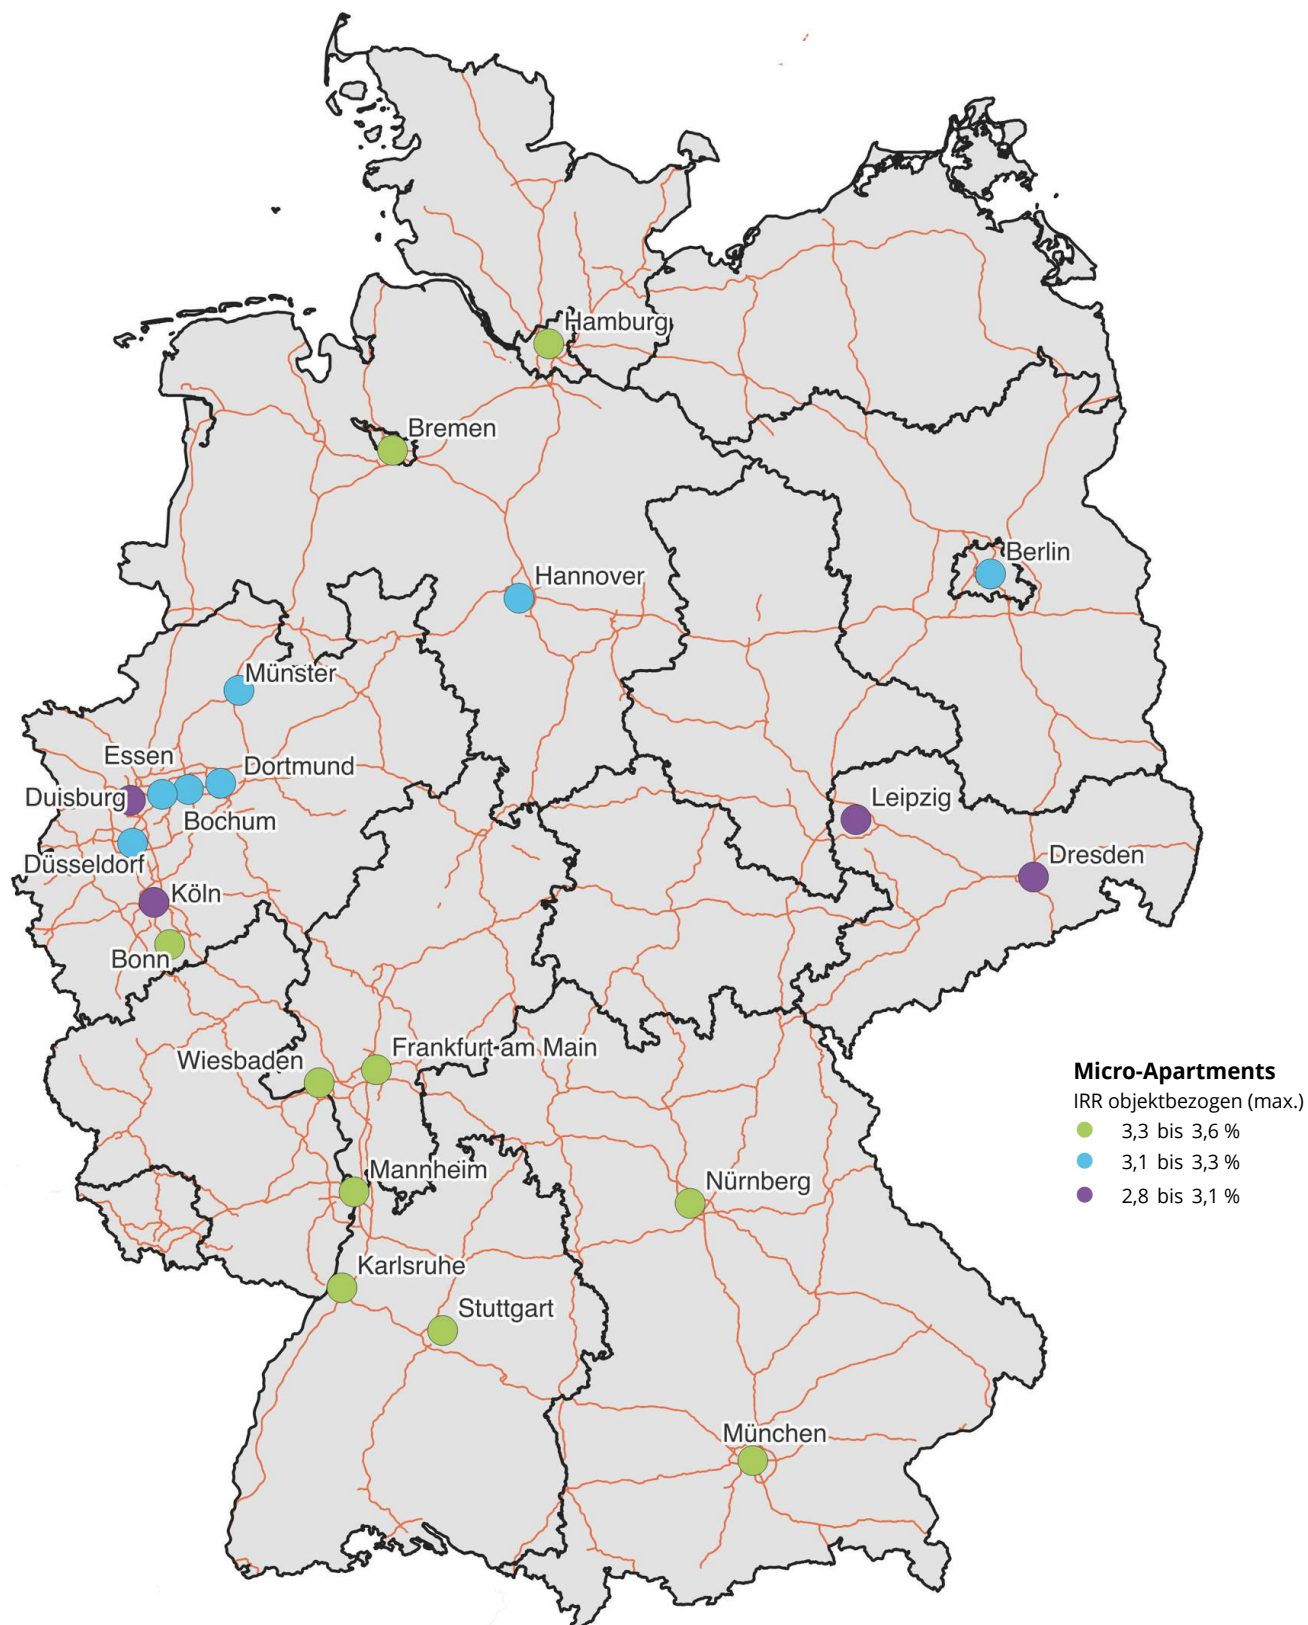 Hamburg
Bremen
Berlin
Hannover
Münster
Essen
Dortmund
Duisburg
Bochum
Leipzig
Düsseldorf
Dresden
Köln
Bonn
Frankfurt am Main
Wiesbaden
Micro-Apartments
IRR objektbezogen (max.)
3,3 bis 3,6 %
3,1 bis 3,3 %
2,8 bis 3,1 %
Mannheim
Nürnberg
Karlsruhe
Stuttgart
München